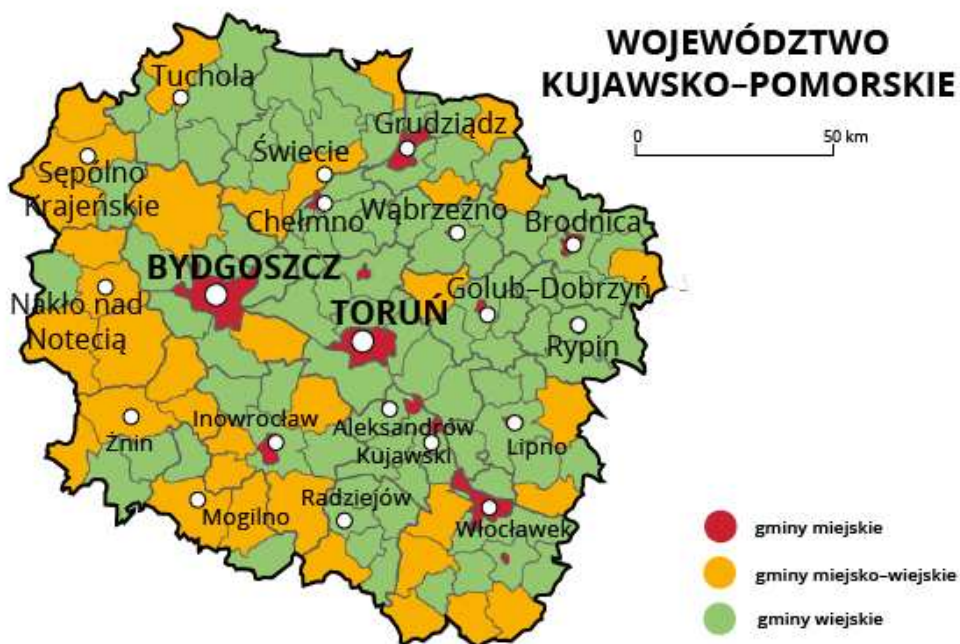 WOJEWÓDZTWO
KUJAWSKO–POMORSKIE
0 50 km
Tuchola
Grudziądz
Świecie
Sępólno
Krajeńskie
Chełmno
Wąbrzeźno
Brodnica
BYDGOSZCZ
Golub–Dobrzyń
Nakło nad
Notecią
TORUŃ
Rypin
Inowrocław
Aleksandrów
Kujawski
Żnin
Lipno
Radziejów
Mogilno
Włocławek
gminy miejskie
gminy miejsko–wiejskie
gminy wiejskie